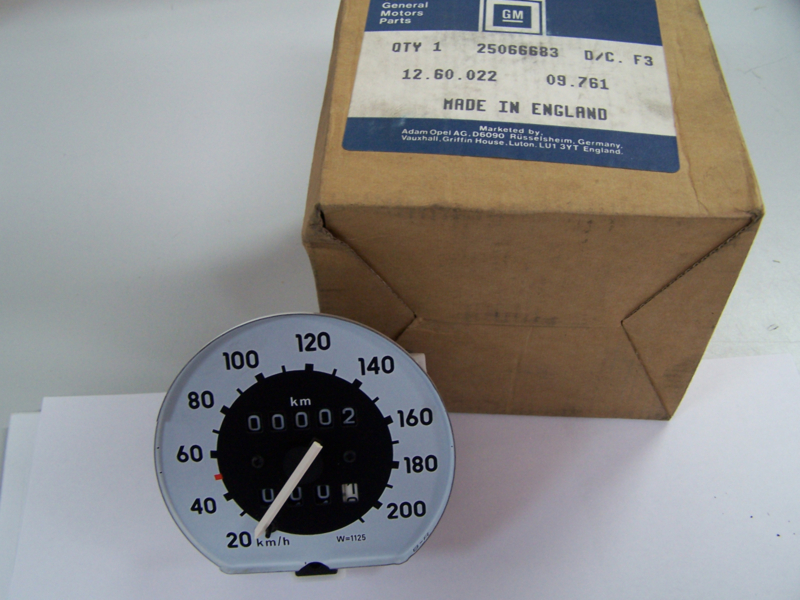 General
Motors
Parts
GM
QTY 1 25066683 D/C. F3
12.60.022 09.761
MADE IN ENGLAND
Marketed by,
Adam Opel AG, D6090 Rüsselsheim, Germany.
Vauxhall, Griffin House, Luton. LU1 3YT England.
120
100
140
80
km
00002
160
60
180
40
000
200
20 km/h
W=1125